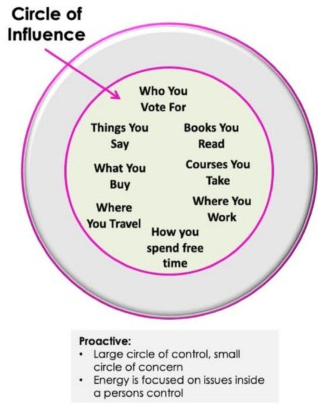 Circle of
Influence
Who You
Vote For
Things You
Say
Books You
Read
What You
Buy
Courses You
Take
Where
You Travel
Where You
Work
How you
spend free
time
Proactive:
• Large circle of control, small
circle of concern
• Energy is focused on issues inside
a persons control